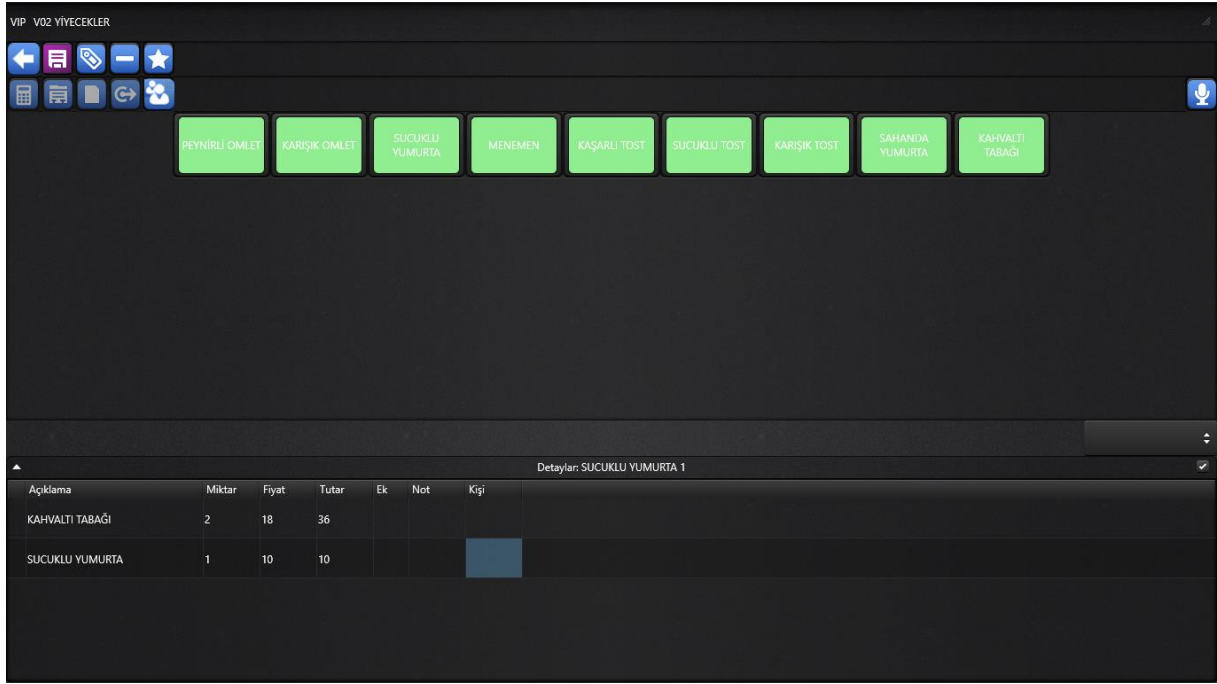 VIP V02 YİYECEKLER
PEYNİRLİ OMLET
KARIŞIK OMLET
SUCUKLU
YUMURTA
MENEMEN
KAŞARLI TOST
SUCUKLU TOST
KARIŞIK TOST
SAHANDA
YUMURTA
KAHVALTI
TABAĞI
Detaylar: SUCUKLU YUMURTA 1
Açıklama Miktar Fiyat Tutar Ek Not Kişi
KAHVALTI TABAĞI 2 18 36
SUCUKLU YUMURTA 1 10 10